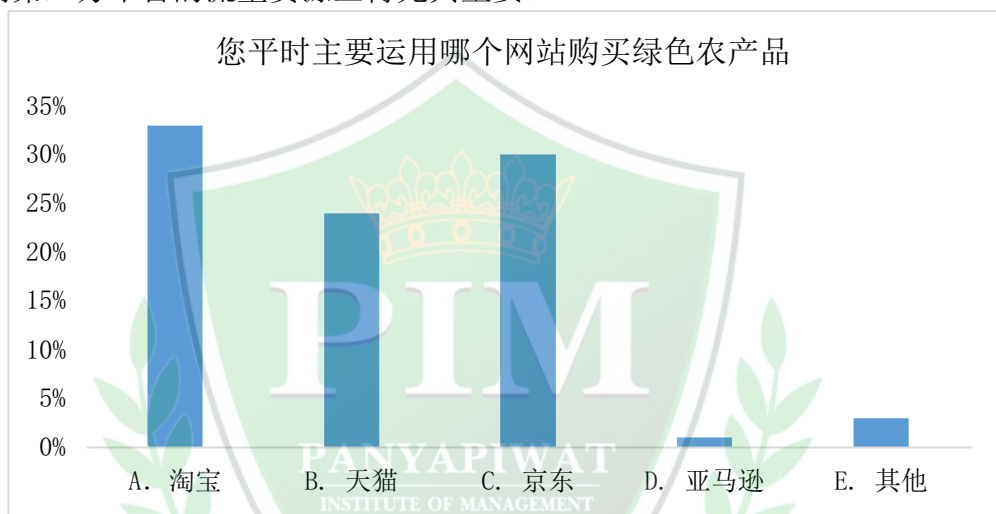 您平时主要运用哪个网站购买绿色农产品
35%
30%
25%
20%
15%
10%
5%
0%
A. 淘宝 B. 天猫 C. 京东 D. 亚马逊 E. 其他
PIM
PANYAPIWAT
INSTITUTE OF MANAGEMENT